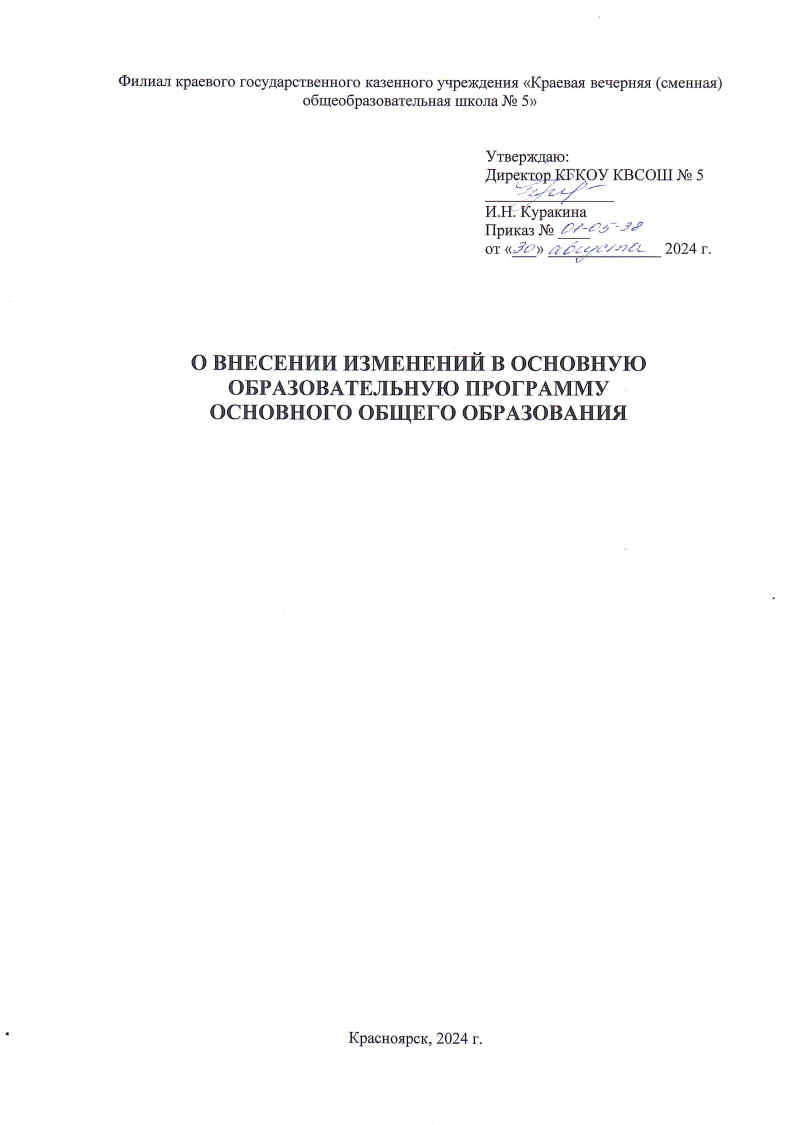 Филиал краевого государственного казенного учреждения «Краевая вечерняя (сменная)
общеобразовательная школа № 5»
Утверждаю:
Директор КГКОУ КВСОШ № 5
И.Н. Куракина
Приказ № 01-05-38
от «30» августа 2024 г.
О ВНЕСЕНИИ ИЗМЕНЕНИЙ В ОСНОВНУЮ
ОБРАЗОВАТЕЛЬНУЮ ПРОГРАММУ
ОСНОВНОГО ОБЩЕГО ОБРАЗОВАНИЯ
Красноярск, 2024 г.